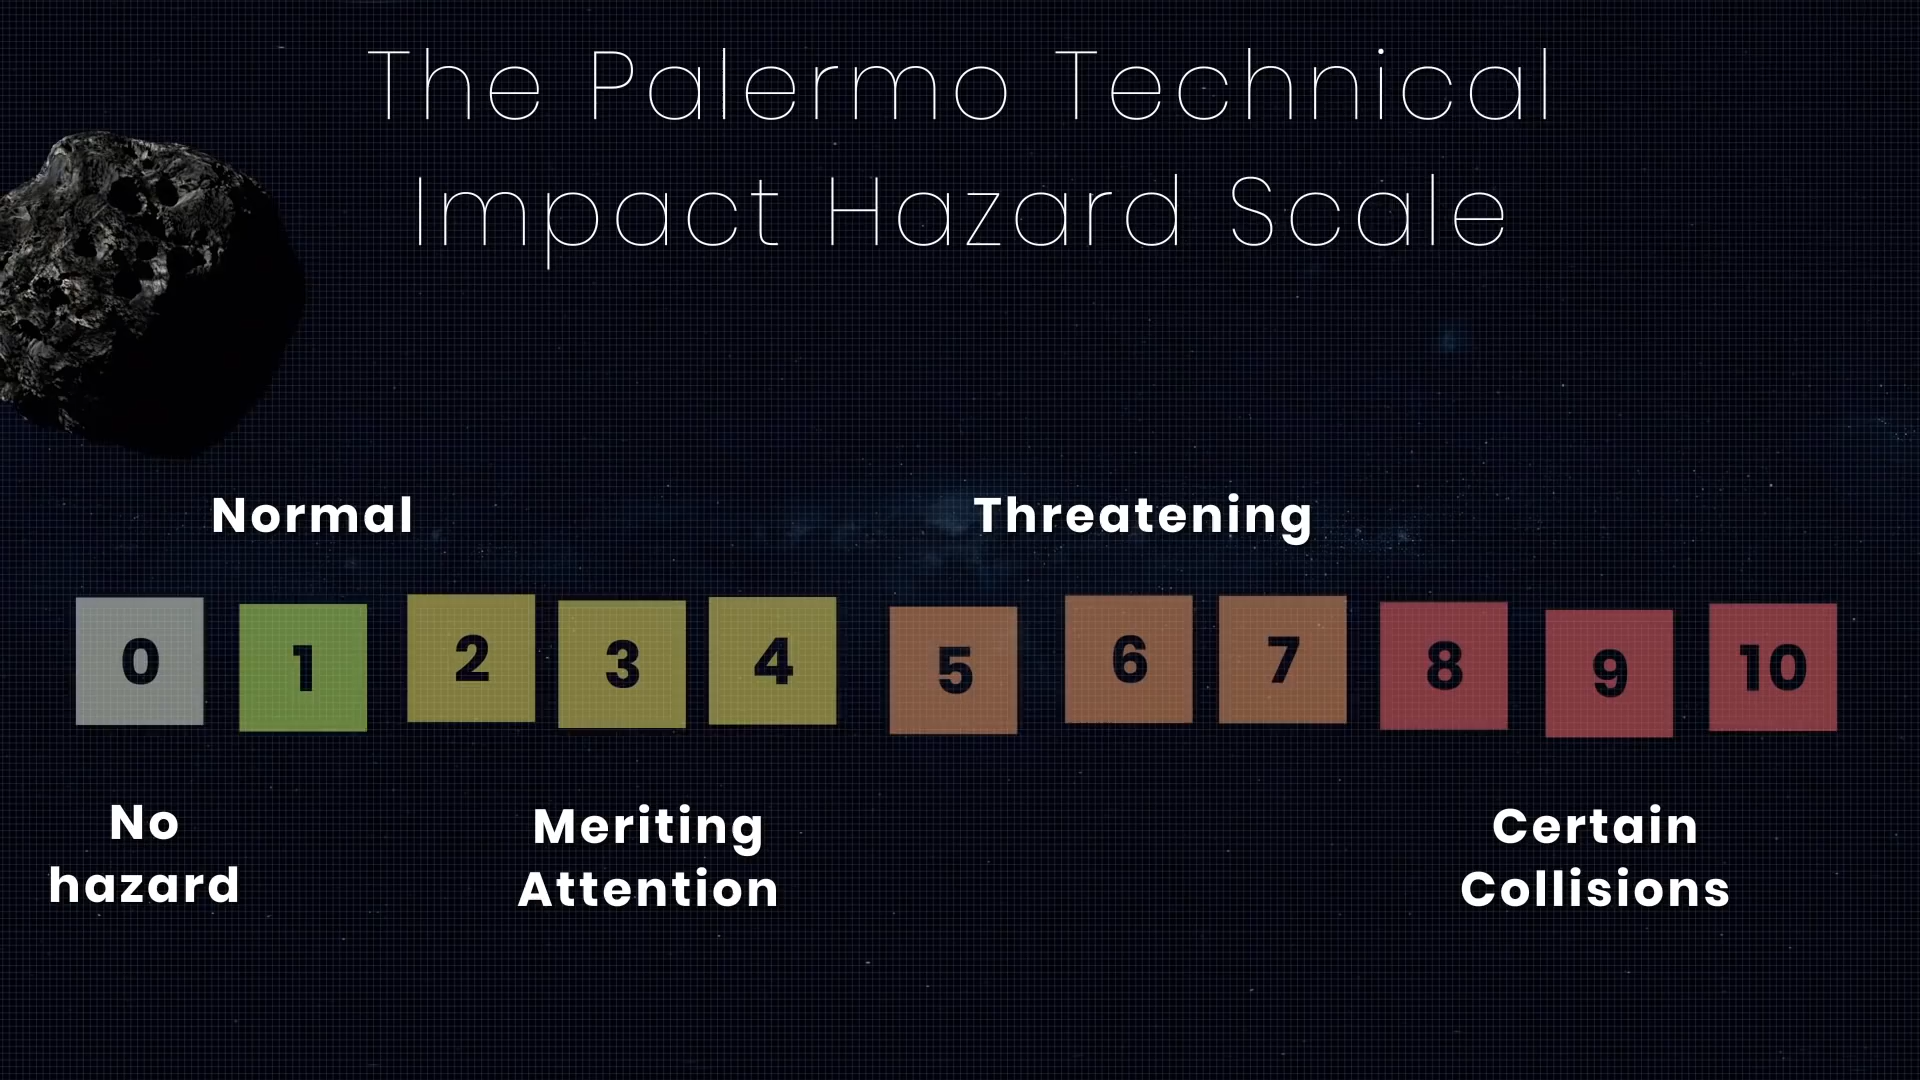 The Palermo Technical
Impact Hazard Scale
Normal
Threatening
0 1 2 3 4 5 6 7 8 9 10
No
hazard
Meriting
Attention
Certain
Collisions